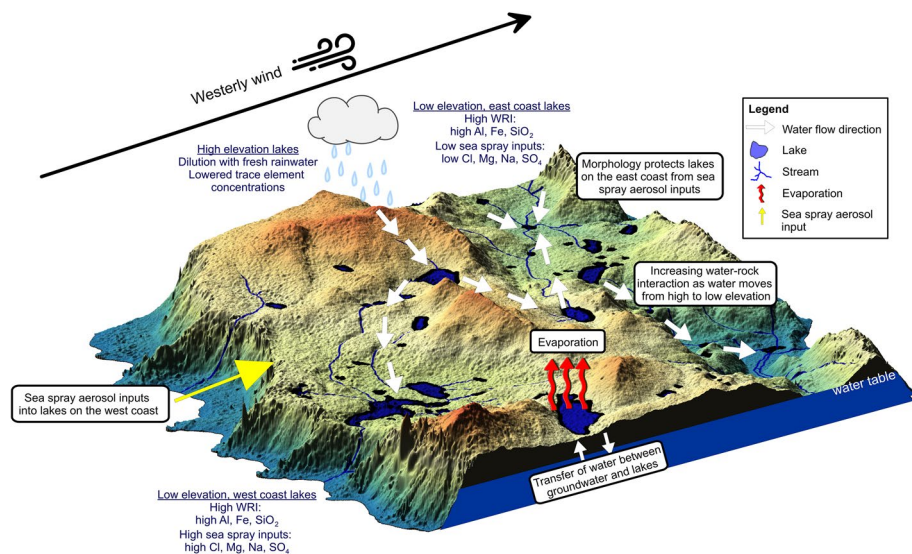 Westerly wind
Low elevation, east coast lakes
High WRI:
high Al, Fe, SiO₂
Low sea spray inputs:
low Cl, Mg, Na, SO₄
High elevation lakes
Dilution with fresh rainwater
Lowered trace element
concentrations
Morphology protects lakes
on the east coast from sea
spray aerosol inputs
Legend
Water flow direction
Lake
Stream
Evaporation
Sea spray aerosol
input
Increasing water-rock
interaction as water moves
from high to low elevation
Evaporation
water table
Sea spray aerosol inputs
into lakes on the west coast
Transfer of water between
groundwater and lakes
Low elevation, west coast lakes
High WRI:
high Al, Fe, SiO₂
High sea spray inputs:
high Cl, Mg, Na, SO₄